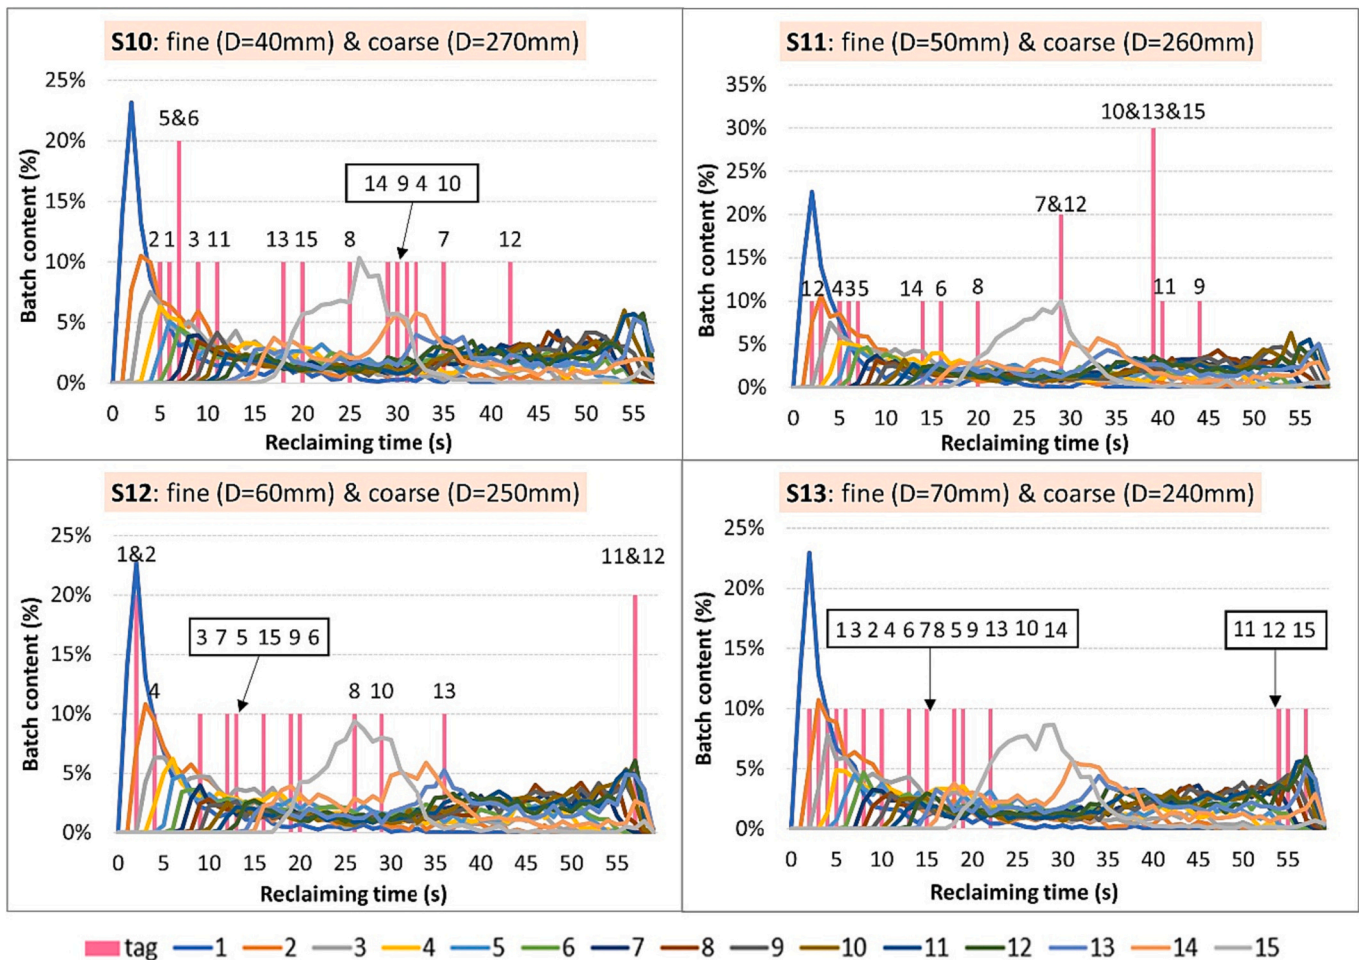 S10: fine (D=40mm) & coarse (D=270mm)
25%
20%
15%
10%
5%
0%
Batch content (%)
5&6
14 9 4 10
2 1 3 11 13 15 8 7 12
0 5 10 15 20 25 30 35 40 45 50 55
Reclaiming time (s)
S11: fine (D=50mm) & coarse (D=260mm)
35%
30%
25%
20%
15%
10%
5%
0%
Batch content (%)
10&13&15
7&12
12 435 14 6 8 11 9
0 5 10 15 20 25 30 35 40 45 50 55
Reclaiming time (s)
S12: fine (D=60mm) & coarse (D=250mm)
25%
20%
15%
10%
5%
0%
Batch content (%)
1&2 11&12
3 7 5 15 9 6
4 8 10 13
0 5 10 15 20 25 30 35 40 45 50 55
Reclaiming time (s)
S13: fine (D=70mm) & coarse (D=240mm)
25%
20%
15%
10%
5%
0%
Batch content (%)
1 3 2 4 6 7 8 5 9 13 10 14
11 12 15
0 5 10 15 20 25 30 35 40 45 50 55
Reclaiming time (s)
tag 1 2 3 4 5 6 7 8 9 10 11 12 13 14 15